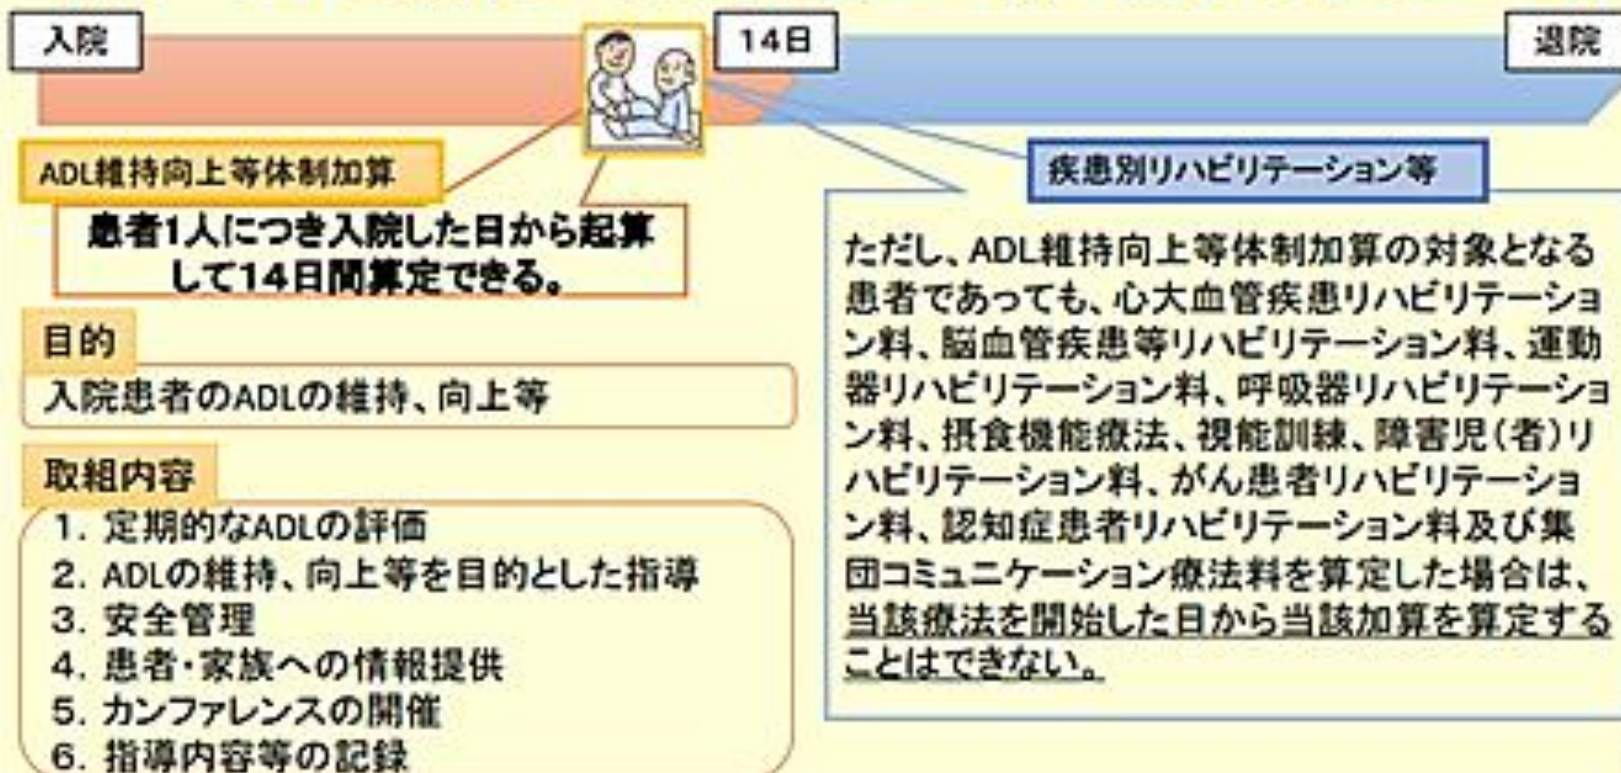 入院
14日
退院
ADL維持向上等体制加算
患者1人につき入院した日から起算
して14日間算定できる。
目的
入院患者のADLの維持、向上等
取組内容
1. 定期的なADLの評価
2. ADLの維持、向上等を目的とした指導
3. 安全管理
4. 患者・家族への情報提供
5. カンファレンスの開催
6. 指導内容等の記録
疾患別リハビリテーション等
ただし、ADL維持向上等体制加算の対象となる
患者であっても、心大血管疾患リハビリテーショ
ン料、脳血管疾患等リハビリテーション料、運動
器リハビリテーション料、呼吸器リハビリテーショ
ン料、摂食機能療法、視能訓練、障害児(者)リ
ハビリテーション料、がん患者リハビリテーショ
ン料、認知症患者リハビリテーション料及び集
団コミュニケーション療法料を算定した場合は、
当該療法を開始した日から当該加算を算定する
ことはできない。